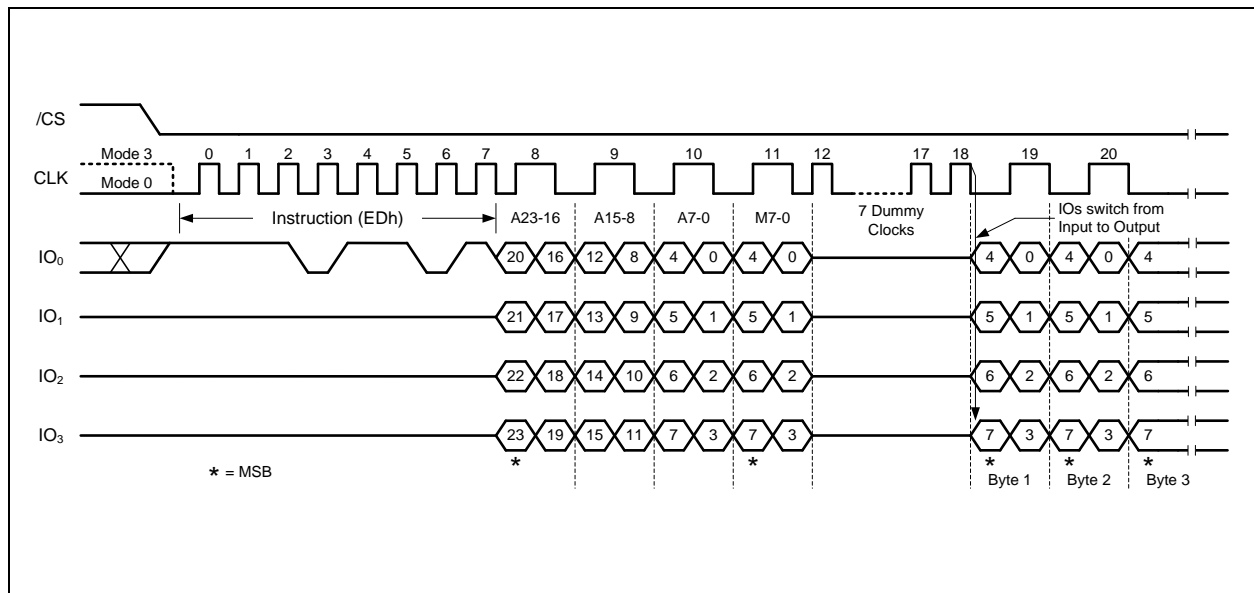 /CS
Mode 3
0 1 2 3 4 5 6 7 8 9 10 11 12 17 18 19 20
CLK
Mode 0
Instruction (EDh)
A23-16 A15-8 A7-0 M7-0
7 Dummy
Clocks
IOs switch from
Input to Output
IO₀ 20 16 12 8 4 0 4 0 4 0 4 0 4
IO₁ 21 17 13 9 5 1 5 1 5 1 5 1 5
IO₂ 22 18 14 10 6 2 6 2 6 2 6 2 6
IO₃ 23 19 15 11 7 3 7 3 7 3 7 3 7
* * * * *
* = MSB
Byte 1 Byte 2 Byte 3